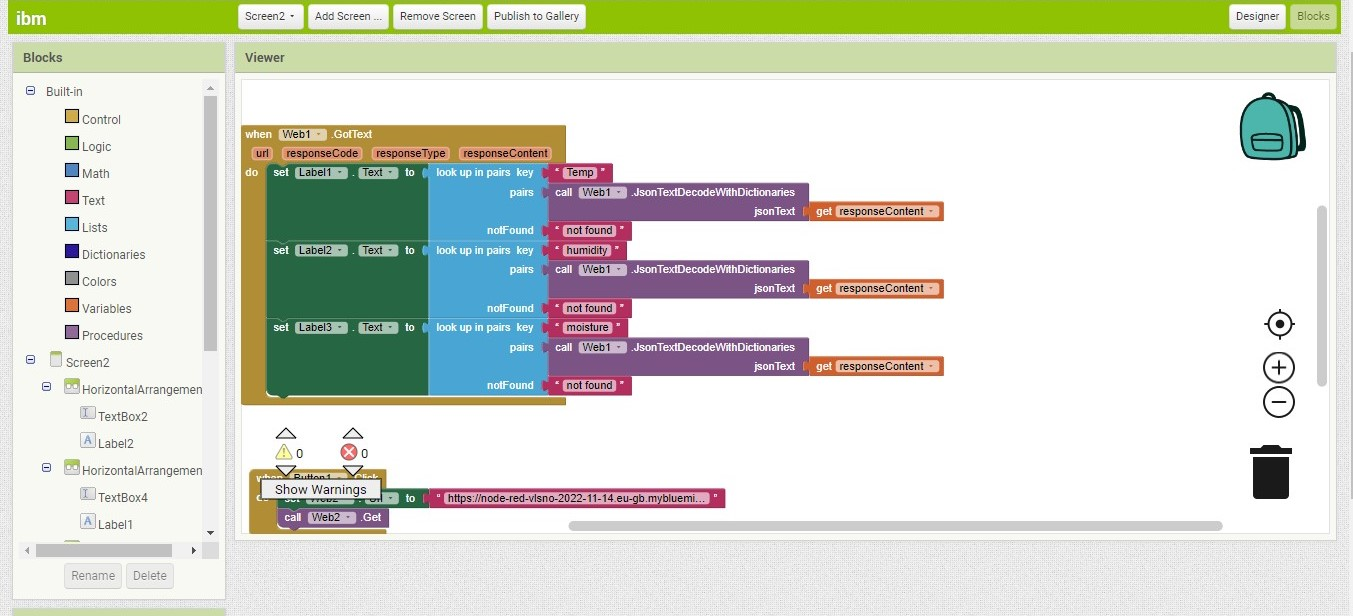 ibm
Screen2
Add Screen ...
Remove Screen
Publish to Gallery
Designer
Blocks
Blocks
Built-in
Control
Logic
Math
Text
Lists
Dictionaries
Colors
Variables
Procedures
Screen2
HorizontalArrangemen
TextBox2
Label2
HorizontalArrangemen
TextBox4
Label1
Rename
Delete
Viewer
when Web1 .GotText
url responseCode responseType responseContent
do set Label1 . Text to look up in pairs key " Temp "
pairs call Web1 .JsonTextDecodeWithDictionaries
jsonText get responseContent
notFound " not found "
set Label2 . Text to look up in pairs key " humidity "
pairs call Web1 .JsonTextDecodeWithDictionaries
jsonText get responseContent
notFound " not found "
set Label3 . Text to look up in pairs key " moisture "
pairs call Web1 .JsonTextDecodeWithDictionaries
jsonText get responseContent
notFound " not found "
0 0
Show Warnings
when Button1 .Click
to " https://node-red-vlsno-2022-11-14.eu-gb.mybluemi... "
call Web2 .Get